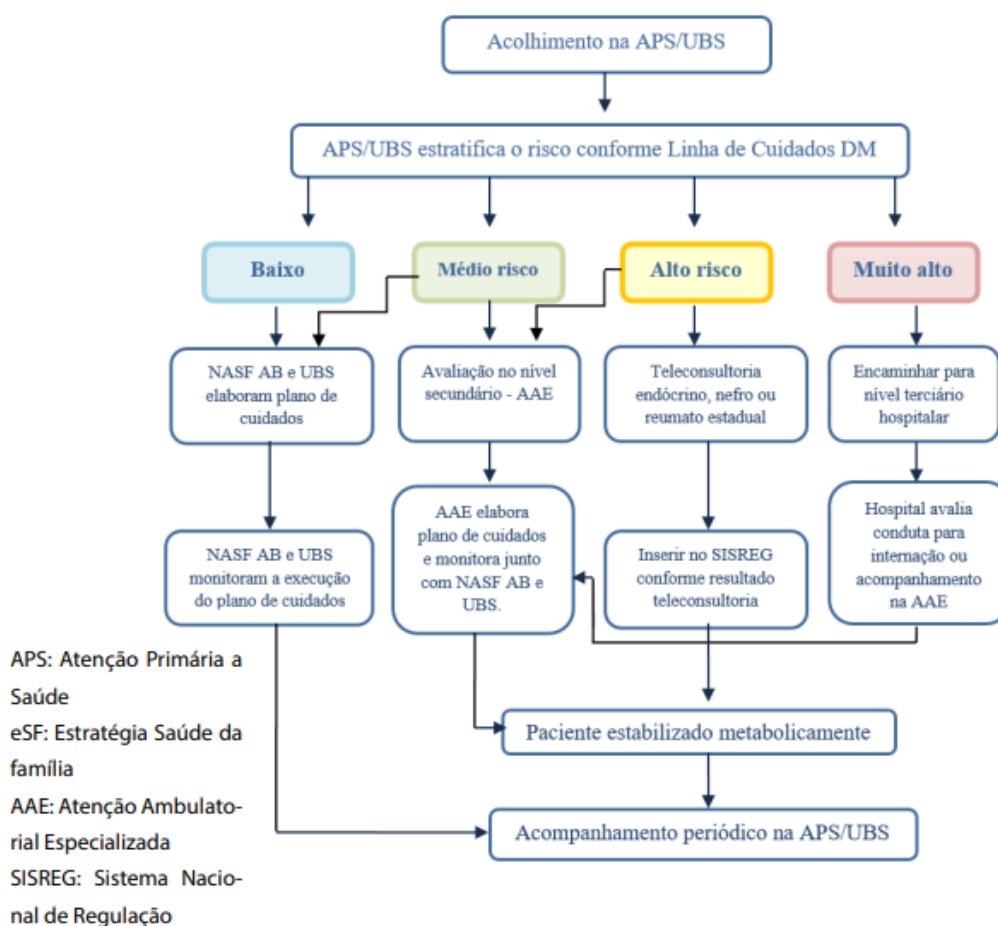 Acolhimento na APS/UBS
APS/UBS estratifica o risco conforme Linha de Cuidados DM
Baixo
Médio risco
Alto risco
Muito alto
NASF AB e UBS
elaboram plano de
cuidados
Avaliação no nível
secundário - AAE
Teleconsultoria
endócrino, nefro ou
reumato estadual
Encaminhar para
nível terciário
hospitalar
NASF AB e UBS
monitoram a execução
do plano de cuidados
AAE elabora
plano de cuidados
e monitora junto
com NASF AB e
UBS.
Inserir no SISREG
conforme resultado
teleconsultoria
Hospital avalia
conduta para
internação ou
acompanhamento
na AAE
Paciente estabilizado metabolicamente
Acompanhamento periódico na APS/UBS
APS: Atenção Primária a
Saúde
eSF: Estratégia Saúde da
família
AAE: Atenção Ambulato-
rial Especializada
SISREG: Sistema Nacio-
nal de Regulação